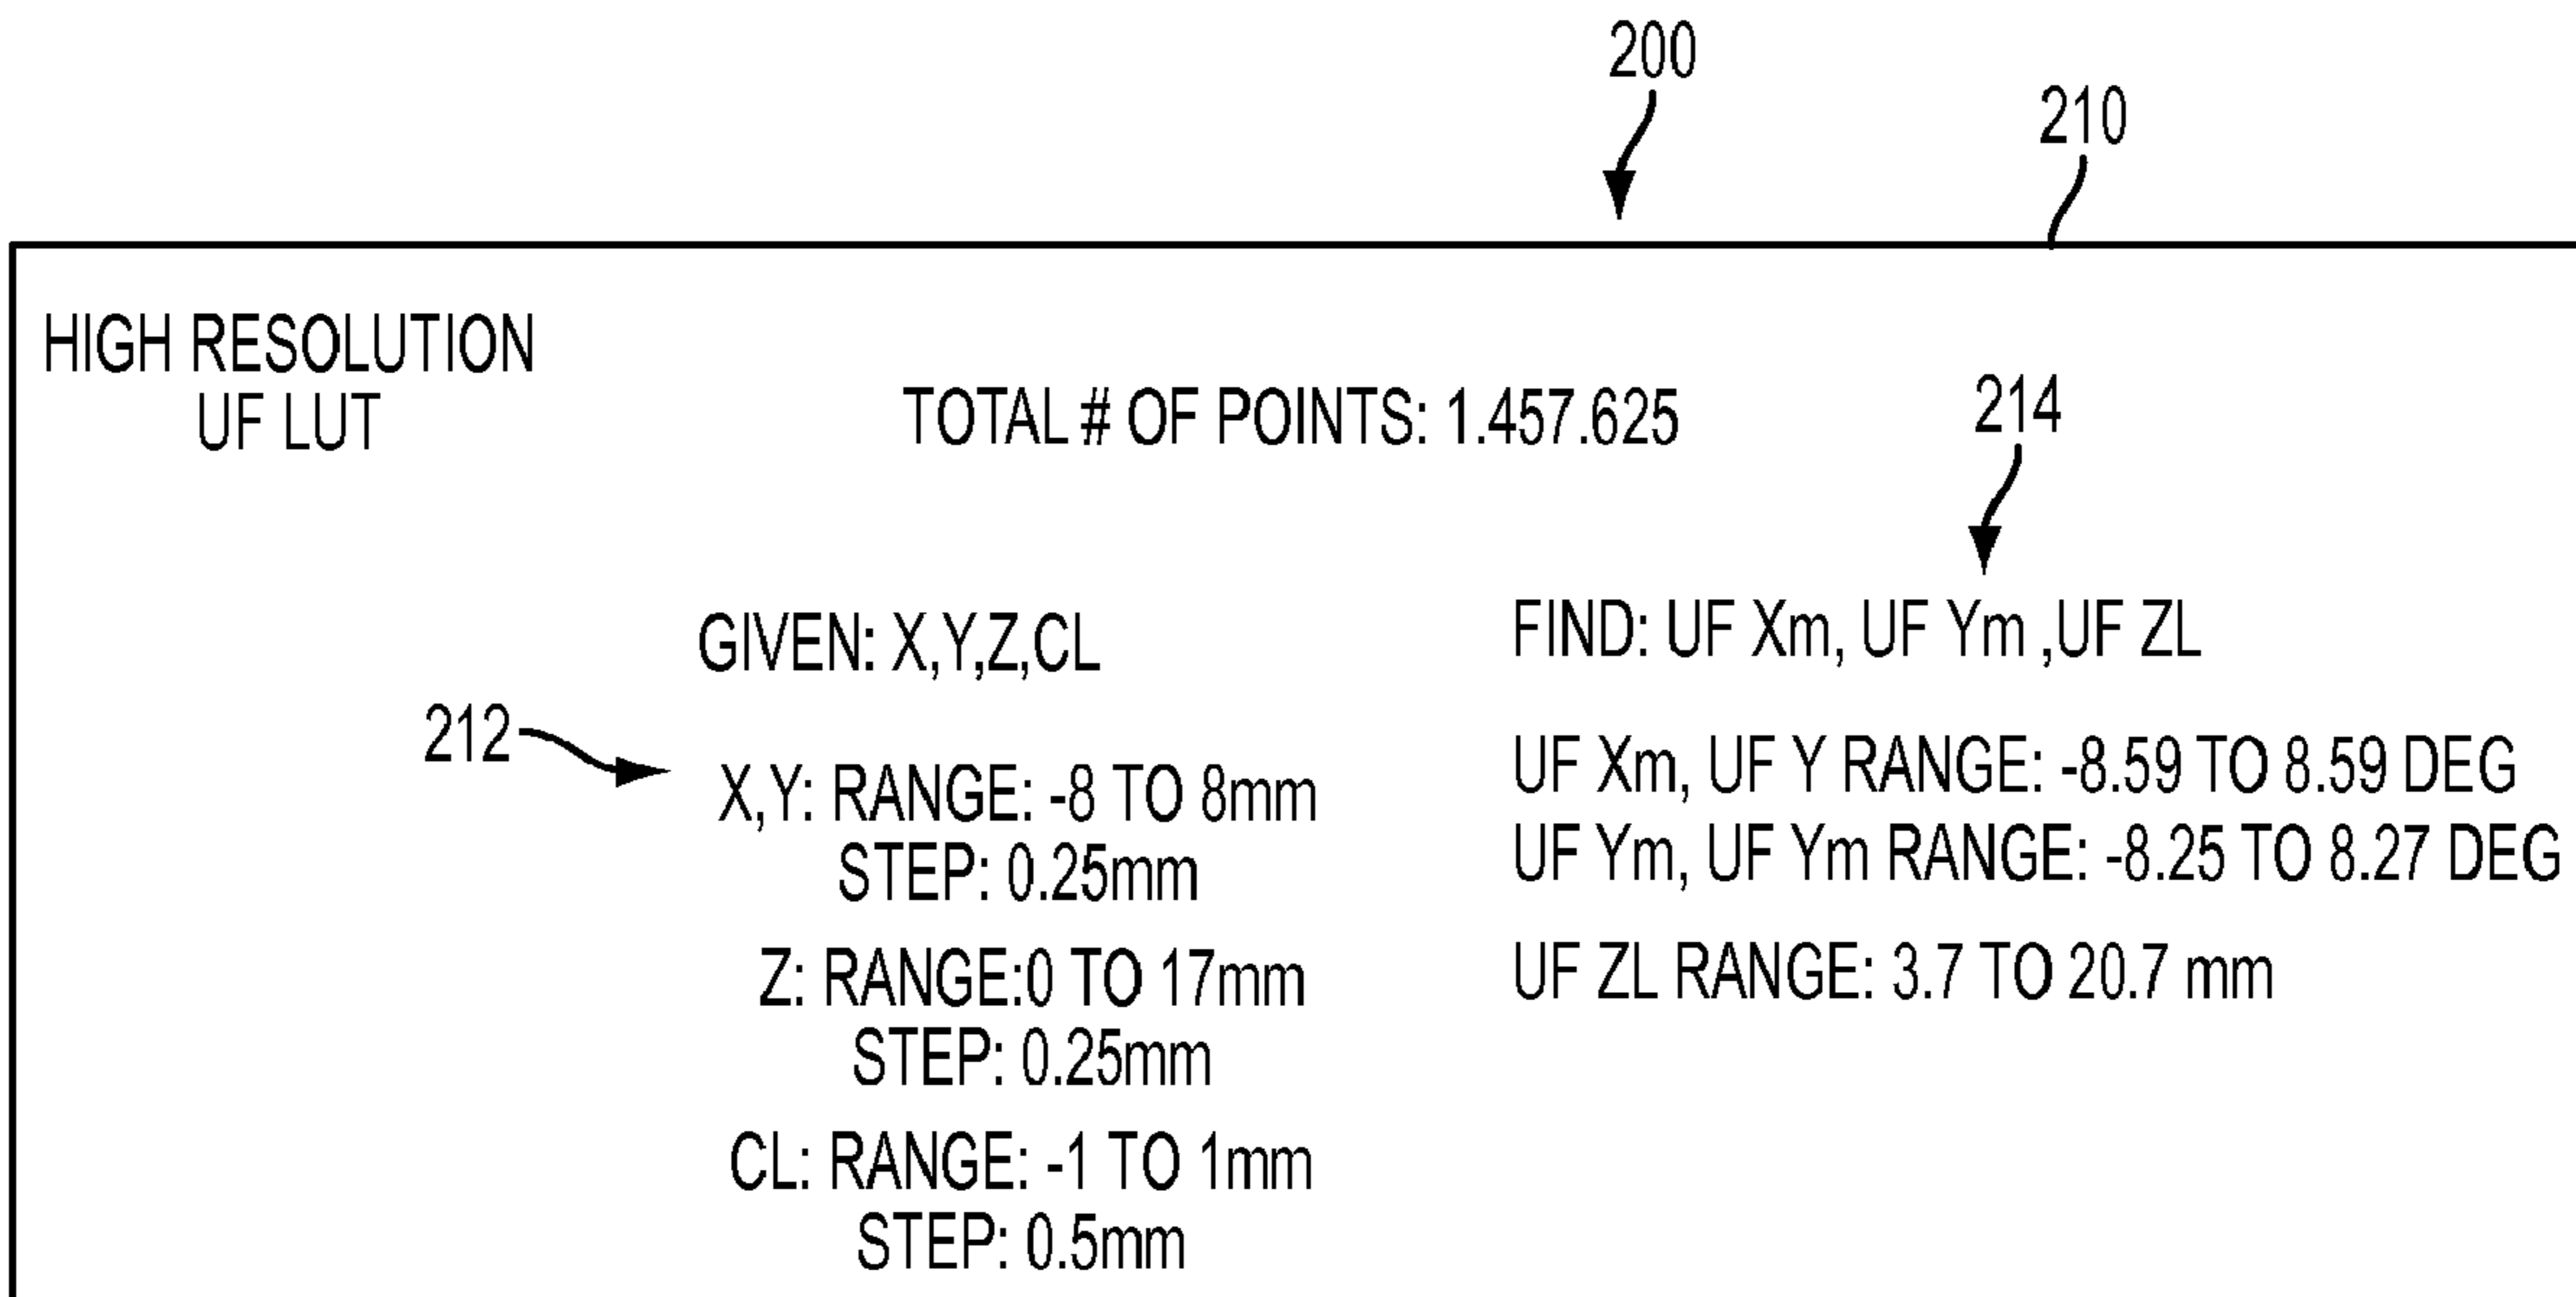 200
210
HIGH RESOLUTION
UF LUT
TOTAL # OF POINTS: 1.457.625
214
GIVEN: X,Y,Z,CL
FIND: UF Xm, UF Ym ,UF ZL
212
X,Y: RANGE: -8 TO 8mm
STEP: 0.25mm
Z: RANGE:0 TO 17mm
STEP: 0.25mm
CL: RANGE: -1 TO 1mm
STEP: 0.5mm
UF Xm, UF Y RANGE: -8.59 TO 8.59 DEG
UF Ym, UF Ym RANGE: -8.25 TO 8.27 DEG
UF ZL RANGE: 3.7 TO 20.7 mm